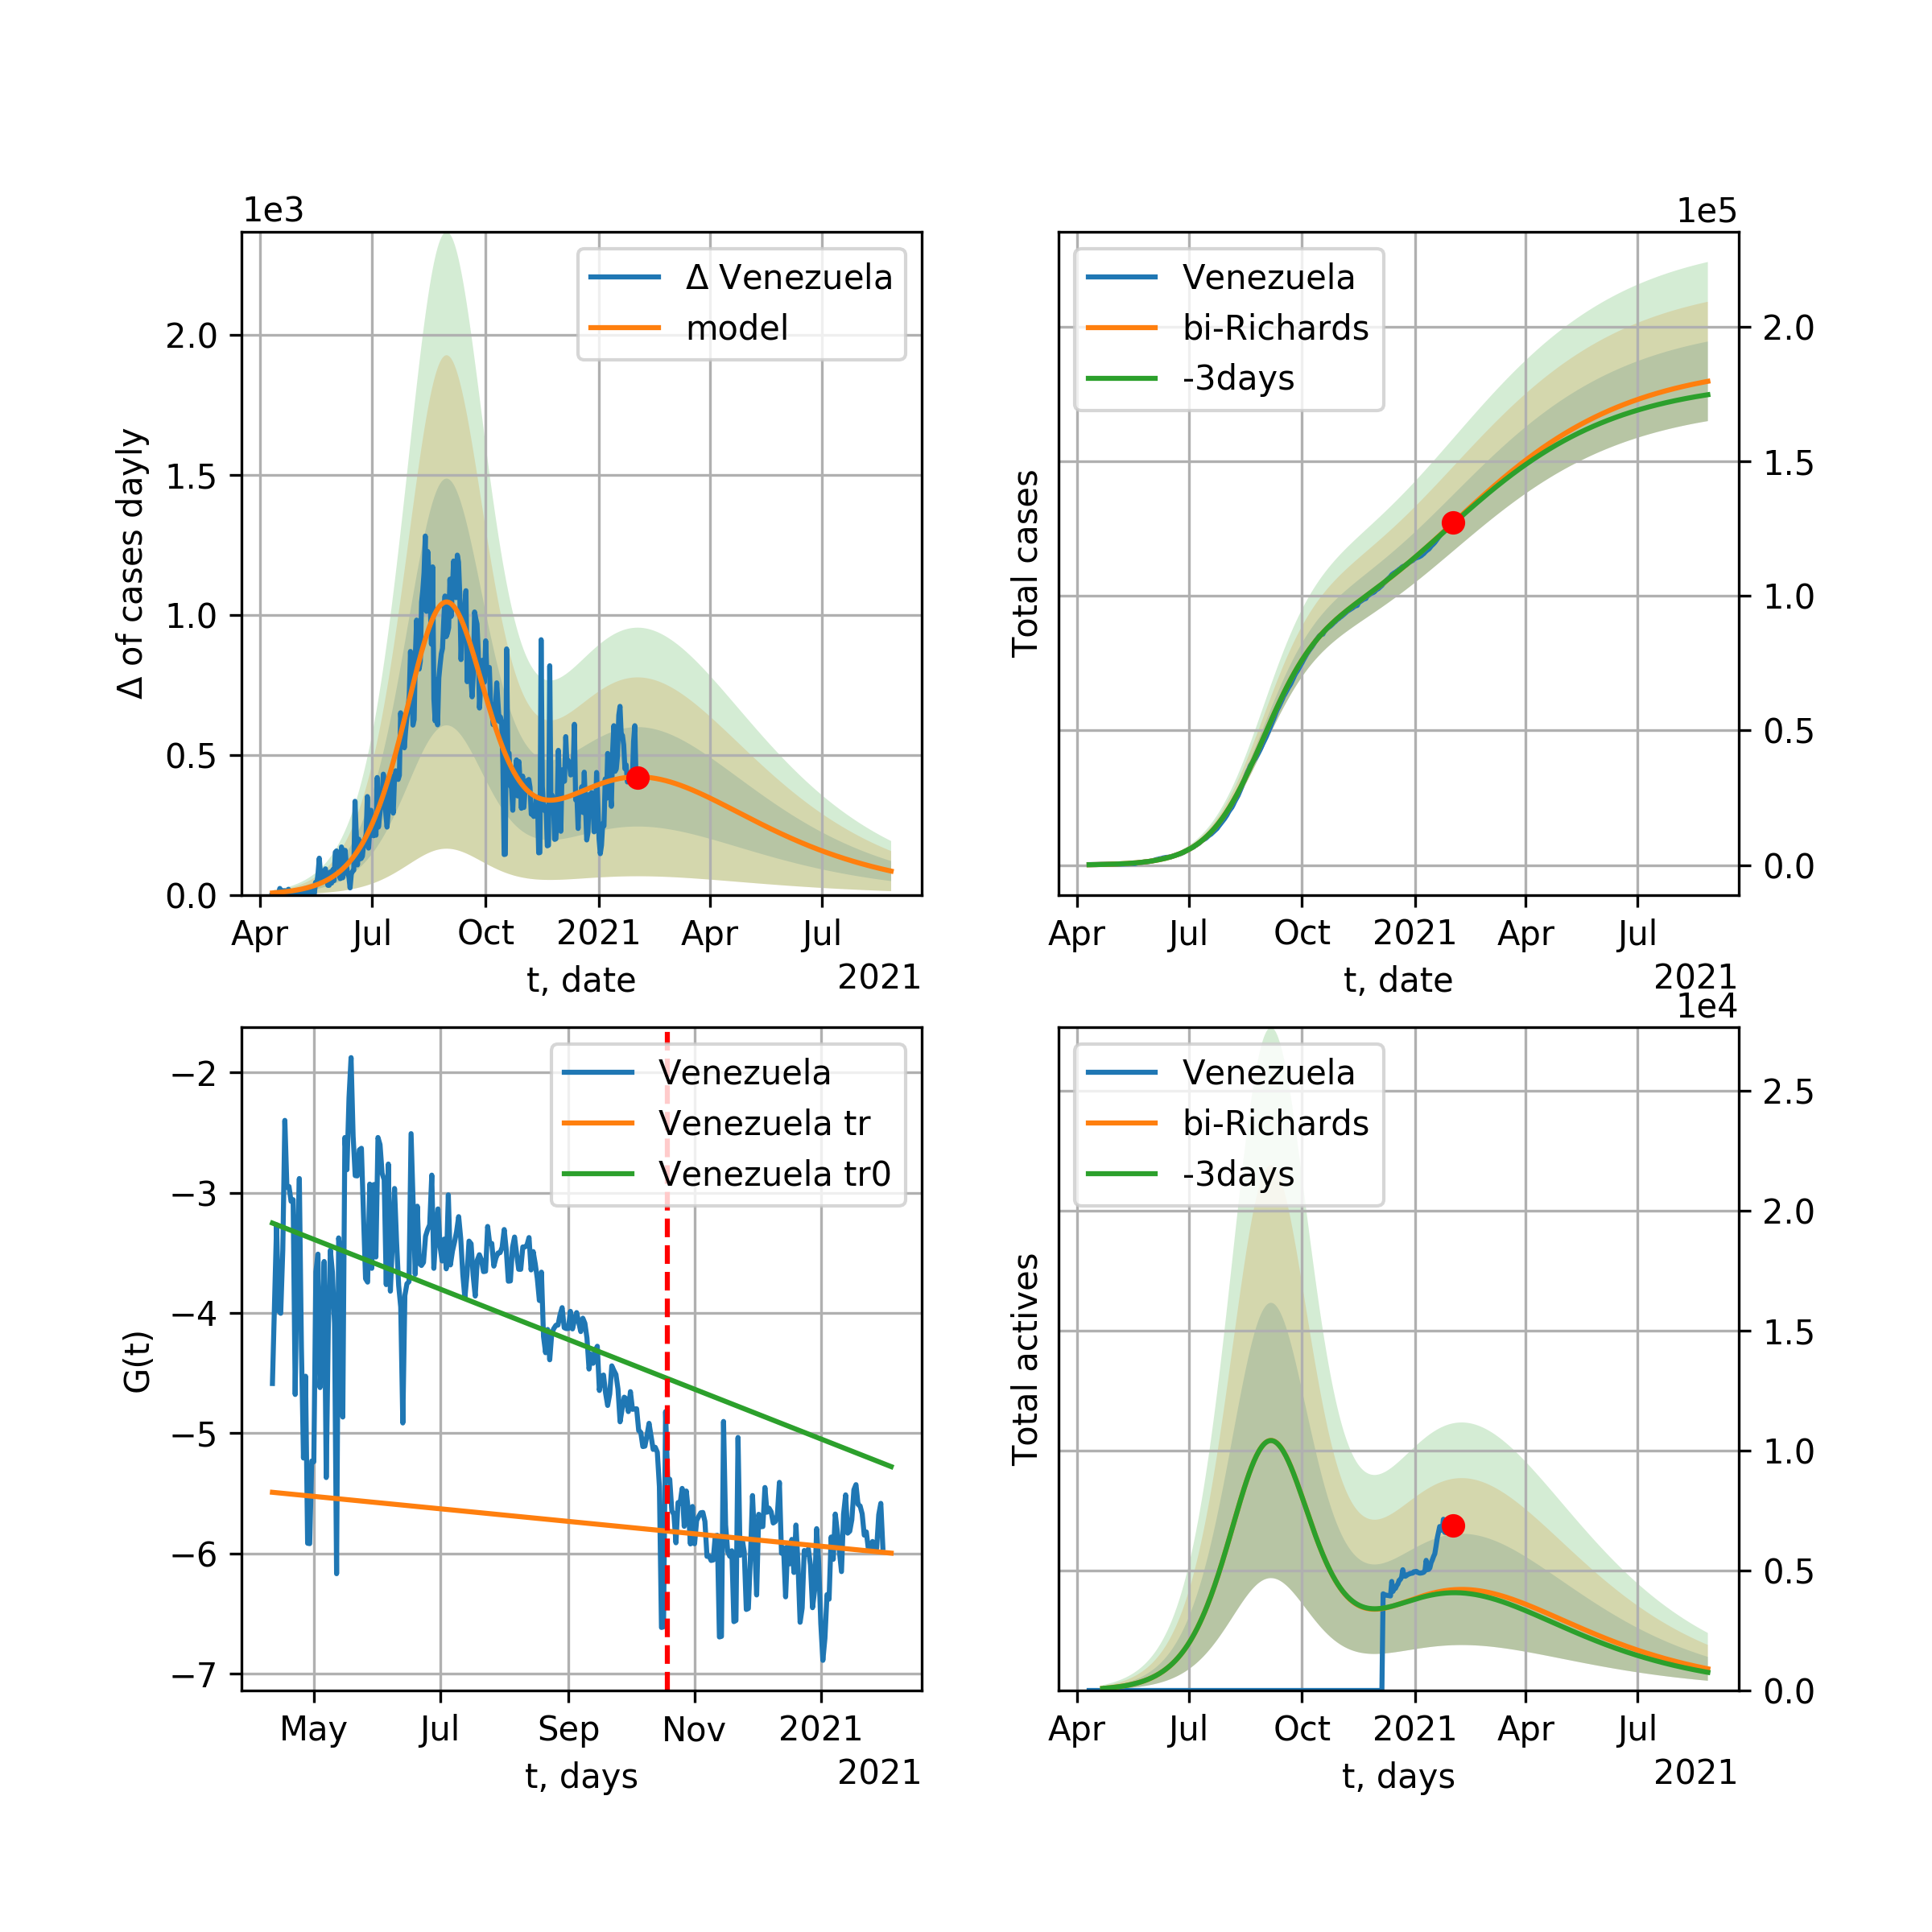 1e3
Δ Venezuela
model
2.0
1.5
1.0
0.5
0.0
Δ of cases dayly
Apr Jul Oct 2021 Apr Jul
t, date
2021
1e5
Venezuela
bi-Richards
-3days
2.0
1.5
1.0
0.5
0.0
Total cases
Apr Jul Oct 2021 Apr Jul
t, date
2021
Venezuela
Venezuela tr
Venezuela tr0
−2
−3
−4
−5
−6
−7
G(t)
May Jul Sep Nov 2021
t, days
2021
1e4
Venezuela
bi-Richards
-3days
2.5
2.0
1.5
1.0
0.5
0.0
Total actives
Apr Jul Oct 2021 Apr Jul
t, days
2021